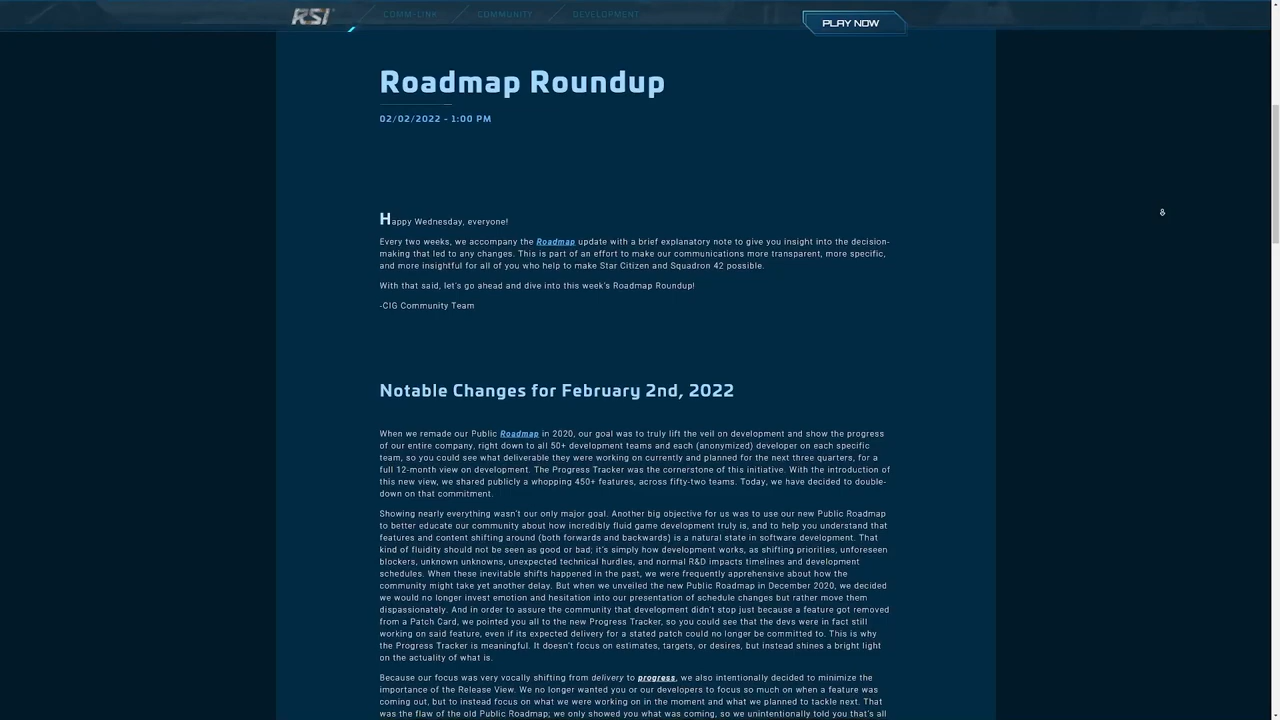 RSI
COMM-LINK
COMMUNITY
DEVELOPMENT
PLAY NOW
Roadmap Roundup
02/02/2022 - 1:00 PM
Happy Wednesday, everyone!
Every two weeks, we accompany the Roadmap update with a brief explanatory note to give you insight into the decision-
making that led to any changes. This is part of an effort to make our communications more transparent, more specific,
and more insightful for all of you who help to make Star Citizen and Squadron 42 possible.
With that said, let's go ahead and dive into this week's Roadmap Roundup!
-CIG Community Team
Notable Changes for February 2nd, 2022
When we remade our Public Roadmap in 2020, our goal was to truly lift the veil on development and show the progress
of our entire company, right down to all 50+ development teams and each (anonymized) developer on each specific
team, so you could see what deliverable they were working on currently and planned for the next three quarters, for a
full 12-month view on development. The Progress Tracker was the cornerstone of this initiative. With the introduction of
this new view, we shared publicly a whopping 450+ features, across fifty-two teams. Today, we have decided to double-
down on that commitment.
Showing nearly everything wasn't our only major goal. Another big objective for us was to use our new Public Roadmap
to better educate our community about how incredibly fluid game development truly is, and to help you understand that
features and content shifting around (both forwards and backwards) is a natural state in software development. That
kind of fluidity should not be seen as good or bad; it's simply how development works, as shifting priorities, unforeseen
blockers, unknown unknowns, unexpected technical hurdles, and normal R&D impacts timelines and development
schedules. When these inevitable shifts happened in the past, we were frequently apprehensive about how the
community might take yet another delay. But when we unveiled the new Public Roadmap in December 2020, we decided
we would no longer invest emotion and hesitation into our presentation of schedule changes but rather move them
dispassionately. And in order to assure the community that development didn't stop just because a feature got removed
from a Patch Card, we pointed you all to the new Progress Tracker, so you could see that the devs were in fact still
working on said feature, even if its expected delivery for a stated patch could no longer be committed to. This is why
the Progress Tracker is meaningful. It doesn't focus on estimates, targets, or desires, but instead shines a bright light
on the actuality of what is.
Because our focus was very vocally shifting from delivery to progress, we also intentionally decided to minimize the
importance of the Release View. We no longer wanted you or our developers to focus so much on when a feature was
coming out, but to instead focus on what we were working on in the moment and what we planned to tackle next. That
was the flaw of the old Public Roadmap; we only showed you what was coming, so we unintentionally told you that's all